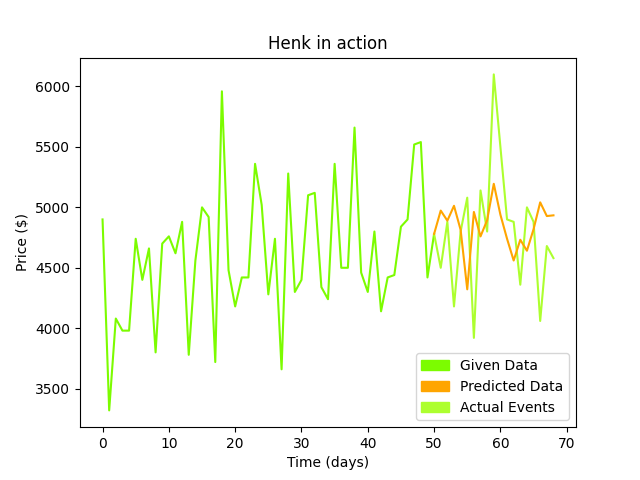 Henk in action
Price ($)
6000
5500
5000
4500
4000
3500
0 10 20 30 40 50 60 70
Time (days)
Given Data
Predicted Data
Actual Events